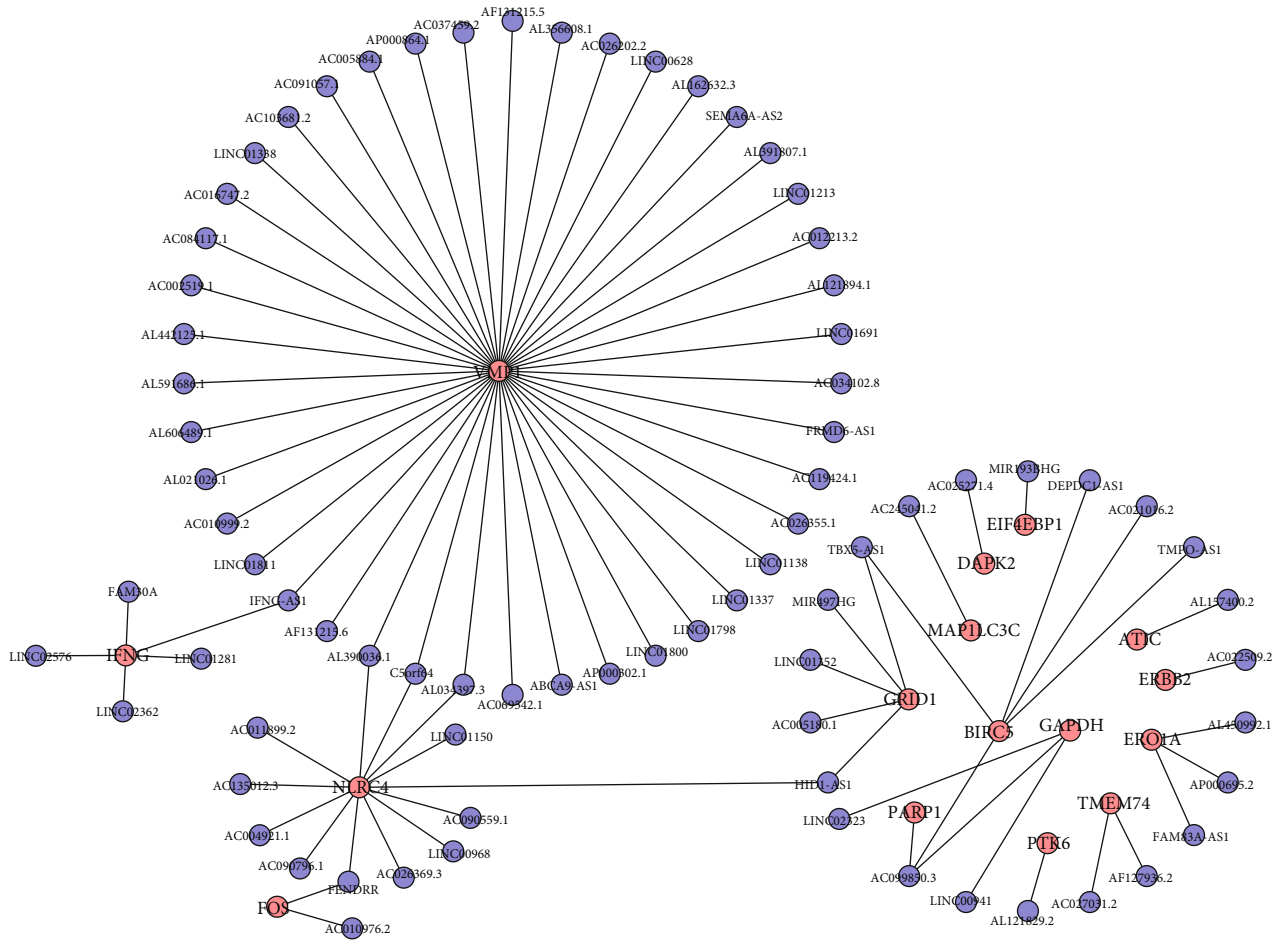 AF131215.5
AC037459.2
AL356608.1
AP000864.1
AC026202.2
AC005884.1
LINC00628
AC091057.1
AL162632.3
AC103681.2
SEMA6A-AS2
LINC01338
AL391807.1
AC016747.2
LINC01213
AC084117.1
AC012213.2
AC002519.1
AL121894.1
AL442125.1
LINC01691
VMP1
AL591686.1
AC034102.8
AL606489.1
FRMD6-AS1
AL021026.1
AC119424.1
AC010999.2
AC026355.1
LINC01811
LINC01138
IFNG-AS1
LINC01337
AF131215.6
LINC01798
AL390036.1
LINC01800
C5orf64
AP000302.1
AL034397.3
ABCA9-AS1
AC069542.1
FAM30A
LINC02576
IFNG
LINC01281
LINC02362
AC011899.2
LINC01150
AC135012.3
NLRC4
AC090559.1
AC004921.1
LINC00968
AC090796.1
AC026369.3
FENDRR
FOS
AC010976.2
MIR193BHG
AC025271.4
DEPDC1-AS1
AC245041.2
AC021016.2
EIF4EBP1
TBX5-AS1
DAPK2
TMPO-AS1
MIR497HG
AL157400.2
MAP1LC3C
ATIC
LINC01352
AC022509.2
ERBB2
GRID1
AC005180.1
BIRC5
GAPDH
AL450992.1
ERO1A
HID1-AS1
AP000695.2
LINC02323
PARP1
TMEM74
FAM83A-AS1
PTK6
AC099850.3
AF127936.2
LINC00941
AC027031.2
AL121829.2